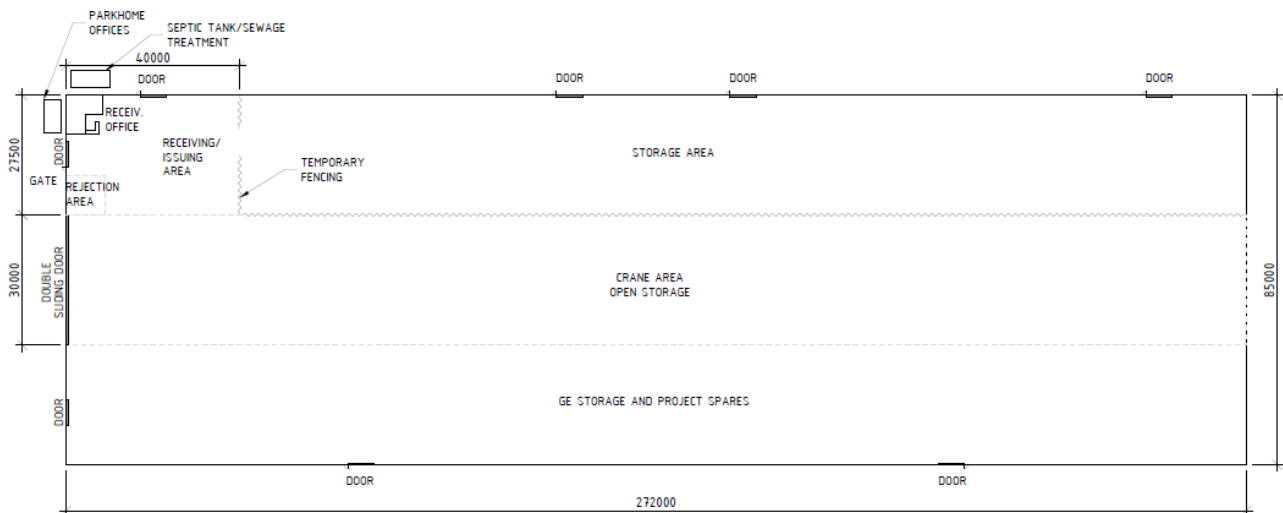 PARKHOME
OFFICES
SEPTIC TANK/SEWAGE
TREATMENT
40000
DOOR
DOOR
DOOR
DOOR
RECEIV.
OFFICE
RECEIVING/
ISSUING
AREA
TEMPORARY
FENCING
STORAGE AREA
27500
DOOR
GATE
REJECTION
AREA
30000
DOUBLE
SLIDING DOOR
CRANE AREA
OPEN STORAGE
85000
DOOR
GE STORAGE AND PROJECT SPARES
DOOR
DOOR
272000